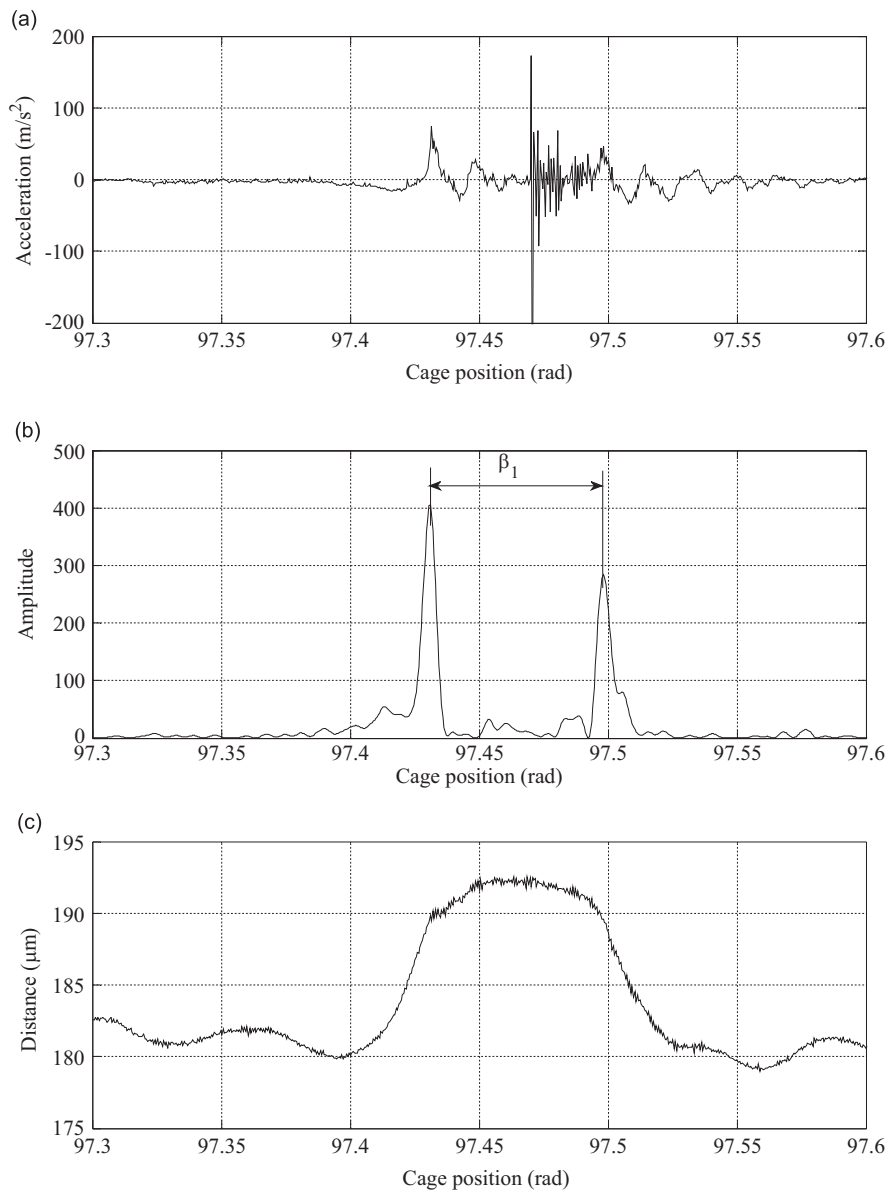 (a)
200
100
0
-100
-200
Acceleration (m/s²)
97.3 97.35 97.4 97.45 97.5 97.55 97.6
Cage position (rad)
(b)
500
400
300
200
100
0
Amplitude
β₁
97.3 97.35 97.4 97.45 97.5 97.55 97.6
Cage position (rad)
(c)
195
190
185
180
175
Distance (μm)
97.3 97.35 97.4 97.45 97.5 97.55 97.6
Cage position (rad)